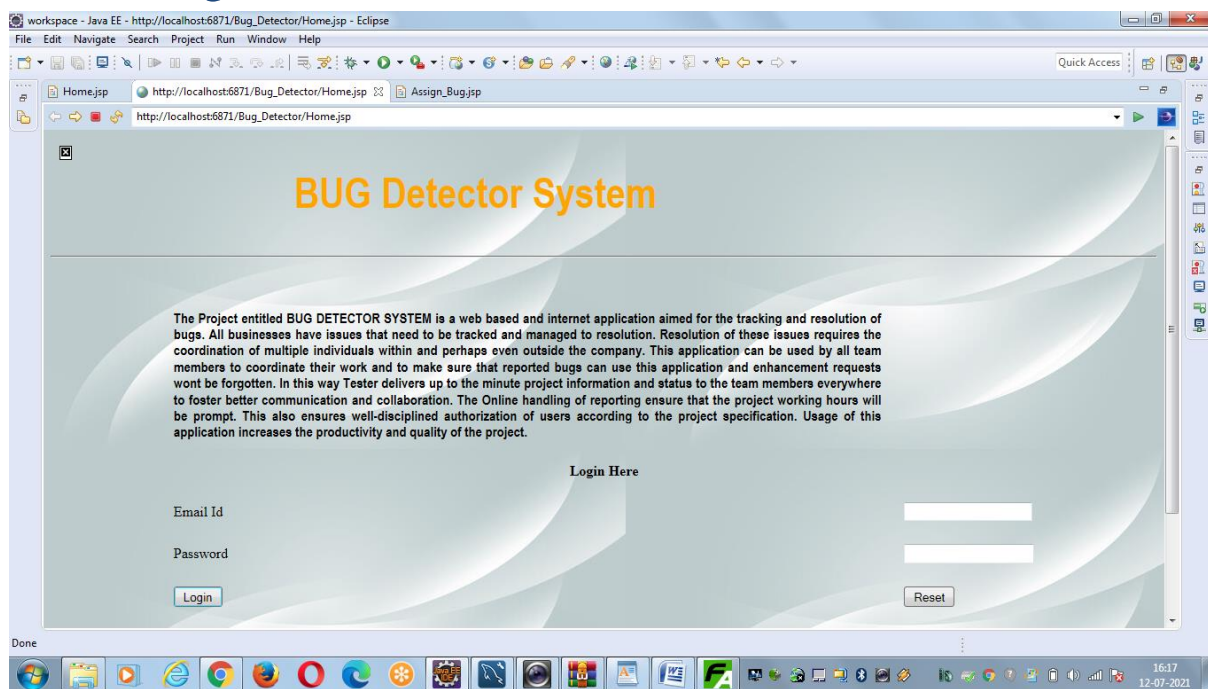 workspace - Java EE - http://localhost:6871/Bug_Detector/Home.jsp - Eclipse
File Edit Navigate Search Project Run Window Help
Quick Access
Home.jsp http://localhost:6871/Bug_Detector/Home.jsp Assign_Bug.jsp
http://localhost:6871/Bug_Detector/Home.jsp
BUG Detector System
The Project entitled BUG DETECTOR SYSTEM is a web based and internet application aimed for the tracking and resolution of
bugs. All businesses have issues that need to be tracked and managed to resolution. Resolution of these issues requires the
coordination of multiple individuals within and perhaps even outside the company. This application can be used by all team
members to coordinate their work and to make sure that reported bugs can use this application and enhancement requests
wont be forgotten. In this way Tester delivers up to the minute project information and status to the team members everywhere
to foster better communication and collaboration. The Online handling of reporting ensure that the project working hours will
be prompt. This also ensures well-disciplined authorization of users according to the project specification. Usage of this
application increases the productivity and quality of the project.
Login Here
Email Id
Password
Login Reset
Done
16:17
12-07-2021